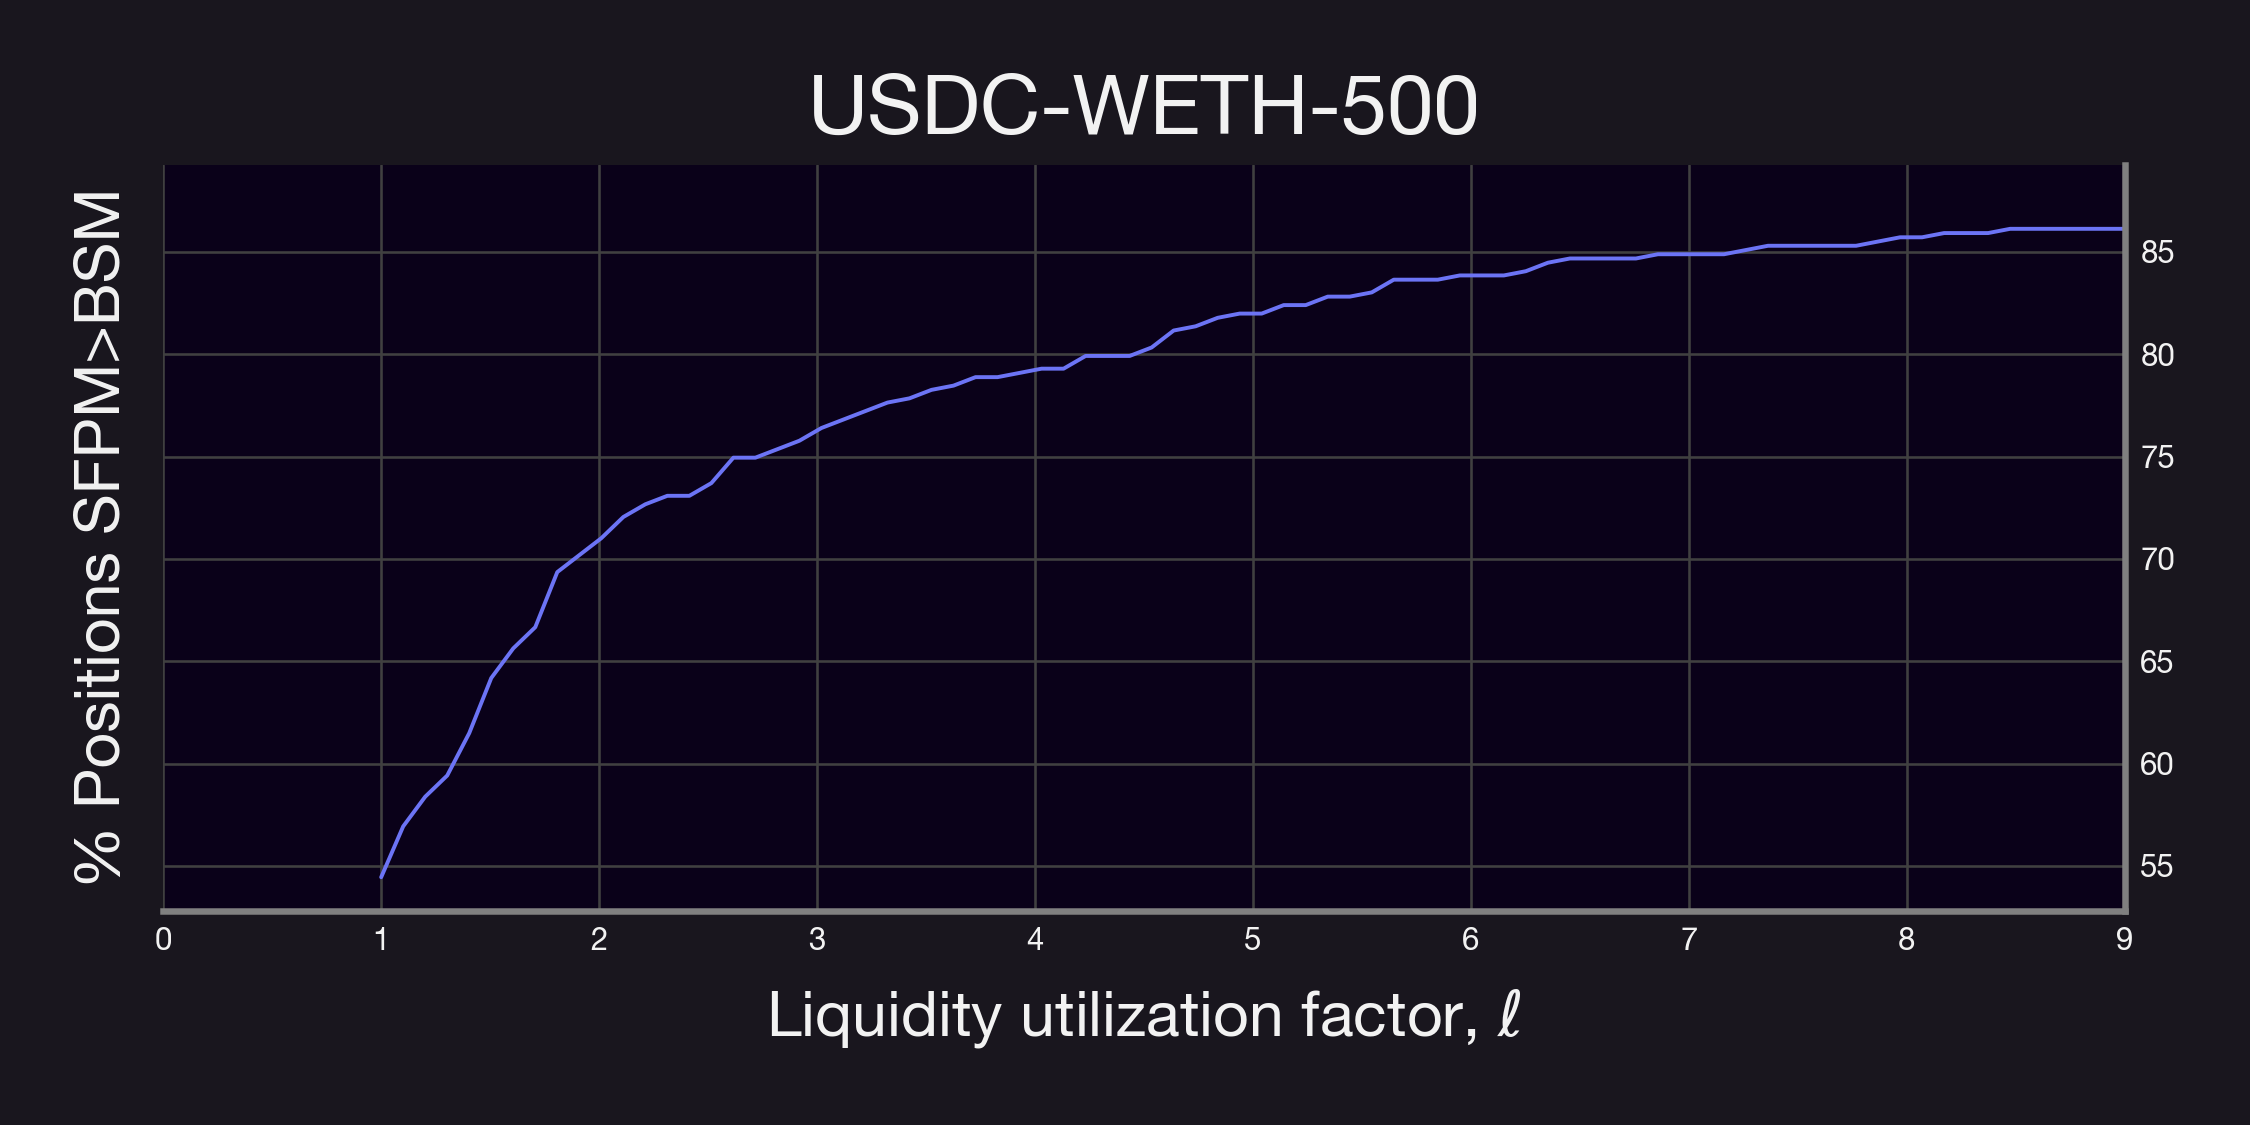 USDC-WETH-500
% Positions SFPM>BSM
85
80
75
70
65
60
55
0 1 2 3 4 5 6 7 8 9
Liquidity utilization factor, ℓ